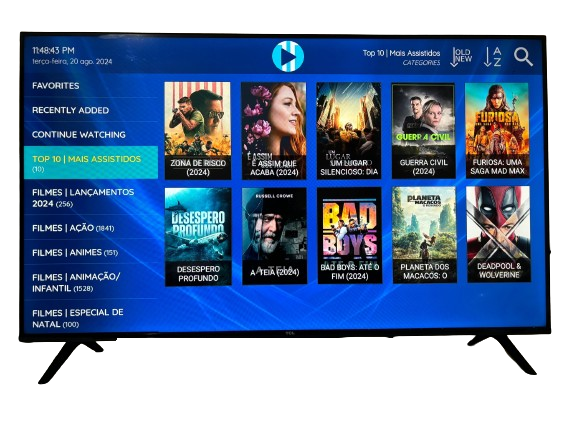 11:48:43 PM
terça-feira, 20 ago. 2024
Top 10 | Mais Assistidos
CATEGORIES
OLD
NEW
A
Z
FAVORITES
RECENTLY ADDED
CONTINUE WATCHING
TOP 10 | MAIS ASSISTIDOS
(10)
FILMES | LANÇAMENTOS
2024 (256)
FILMES | AÇÃO (1841)
FILMES | ANIMES (151)
FILMES | ANIMAÇÃO/
INFANTIL (1528)
FILMES | ESPECIAL DE
NATAL (100)
ZONA DE RISCO
(2024)
É ASSIM
É ASSIM QUE
ACABA (2024)
UM
LUGAR
UM LUGAR
SILENCIOSO: DIA
GUERRA CIVIL
GUERRA CIVIL
(2024)
FURIOSA
FURIOSA: UMA
SAGA MAD MAX
DESESPERO
PROFUNDO
DESESPERO
PROFUNDO
RUSSELL CROWE
A TEIA (2024)
BAD
BOYS
BAD BOYS: ATÉ O
FIM (2024)
PLANETA
MACACOS
PLANETA DOS
MACACOS: O
DEADPOOL &
WOLVERINE
TCL